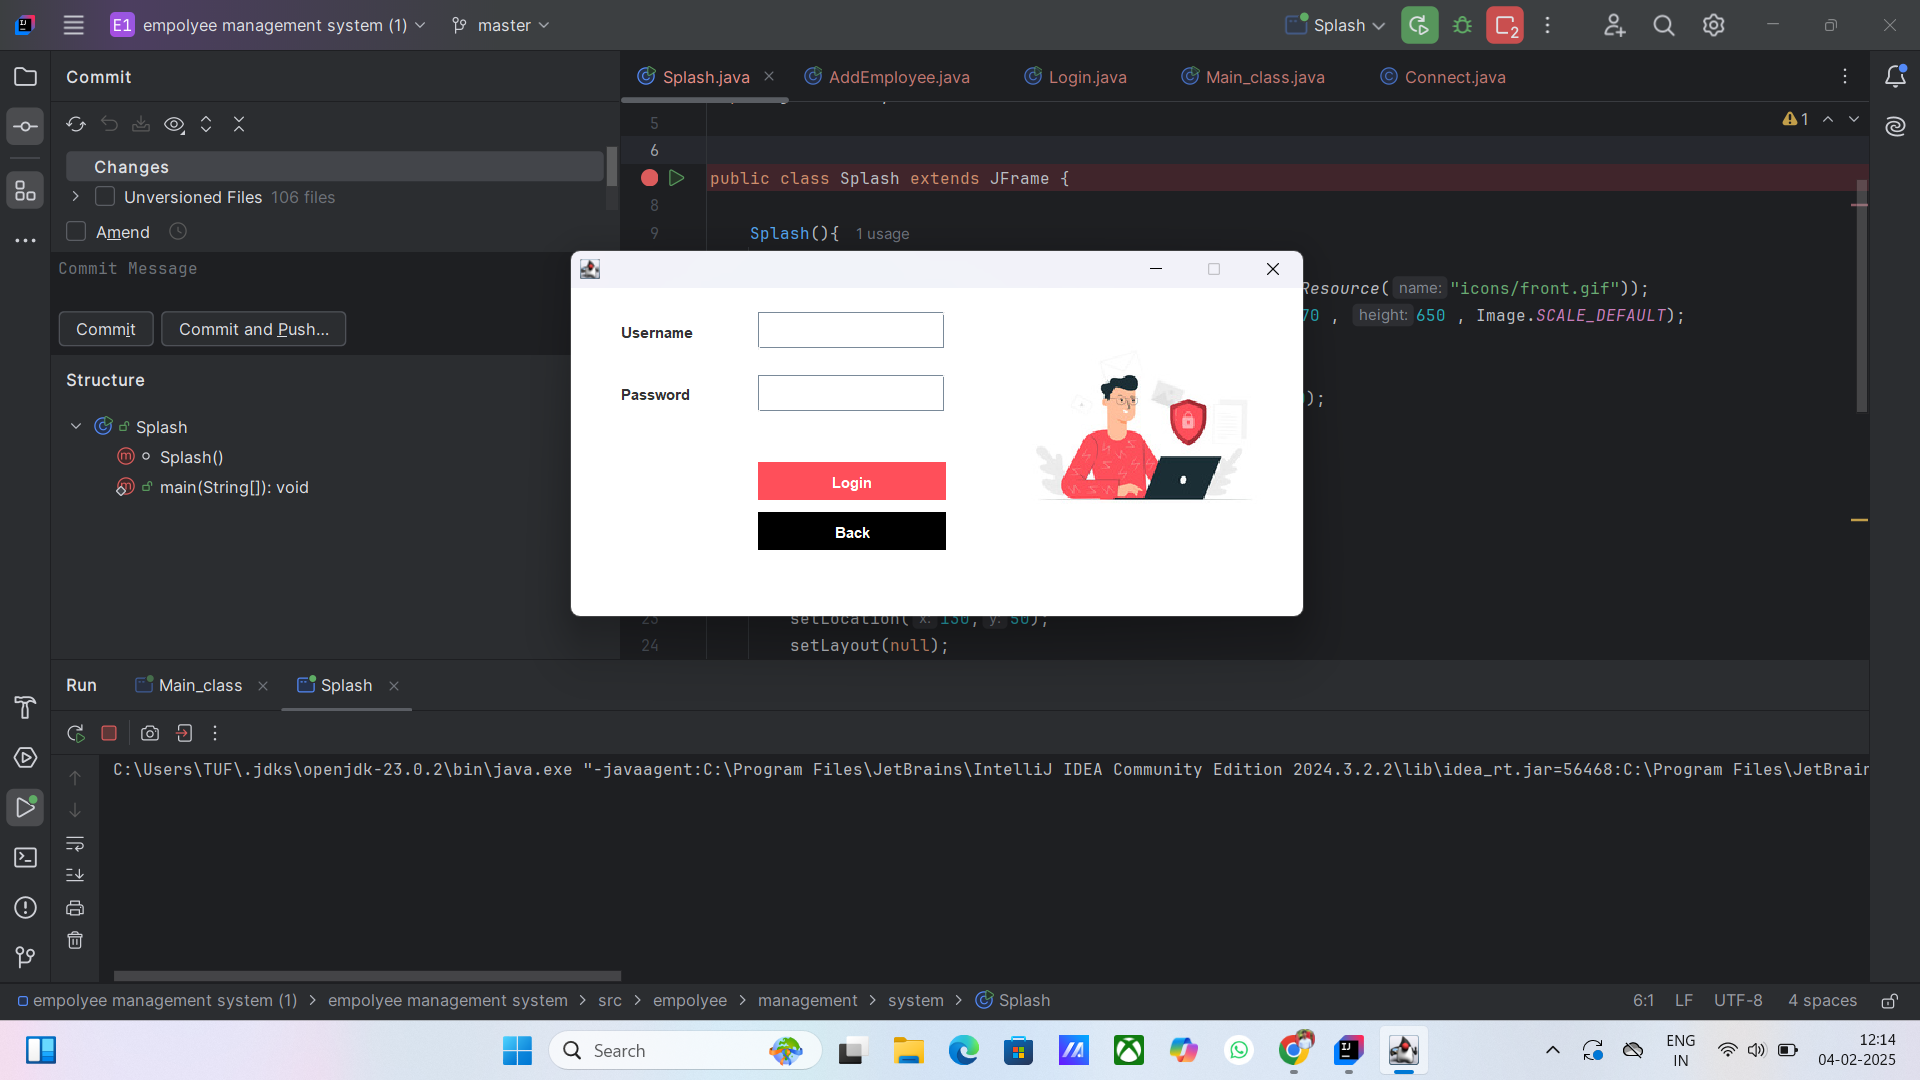 E1 empolyee management system (1) master Splash 2
Commit
Splash.java AddEmployee.java Login.java Main_class.java Connect.java
5
1
6
Changes
public class Splash extends JFrame {
Unversioned Files 106 files
8
Amend
9 Splash(){ 1 usage
Commit Message
Resource( name: "icons/front.gif"));
70 , height: 650 , Image.SCALE_DEFAULT);
Commit Commit and Push...
Username
Password
);
Login
Back
Structure
Splash
Splash()
main(String[]): void
23 setLocation( x: 130, y: 50);
24 setLayout(null);
Run Main_class Splash
C:\Users\TUF\.jdks\openjdk-23.0.2\bin\java.exe "-javaagent:C:\Program Files\JetBrains\IntelliJ IDEA Community Edition 2024.3.2.2\lib\idea_rt.jar=56468:C:\Program Files\JetBrain
empolyee management system (1) > empolyee management system > src > empolyee > management > system > Splash 6:1 LF UTF-8 4 spaces
Search
ENG
IN
12:14
04-02-2025